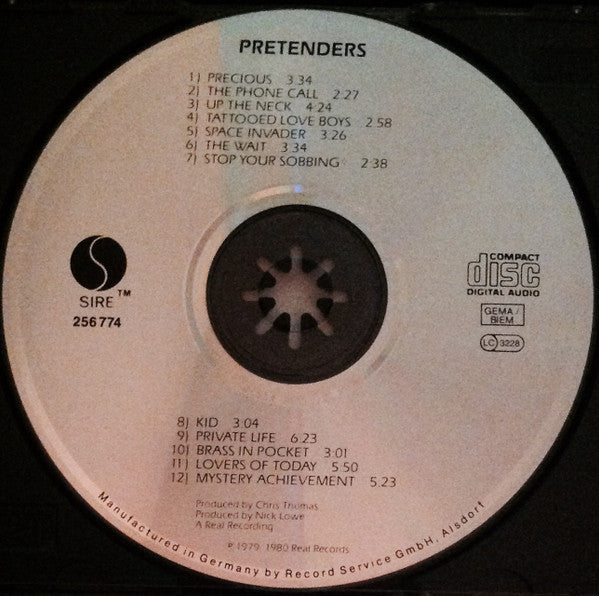 PRETENDERS
1) PRECIOUS 3.34
2) THE PHONE CALL 2.27
3) UP THE NECK 4.24
4) TATTOOED LOVE BOYS 2.58
5) SPACE INVADER 3.26
6) THE WAIT 3.34
7) STOP YOUR SOBBING 2.38
SIRE™
256 774
COMPACT
disc
DIGITAL AUDIO
GEMA/
BIEM
LC 3228
8) KID 3:04
9) PRIVATE LIFE 6.23
10) BRASS IN POCKET 3:01
11) LOVERS OF TODAY 5.50
12) MYSTERY ACHIEVEMENT 5.23
Produced by Chris Thomas
Produced by Nick Lowe
A Real Recording
℗ 1979, 1980 Real Records
Manufactured in Germany by Record Service GmbH, Alsdorf